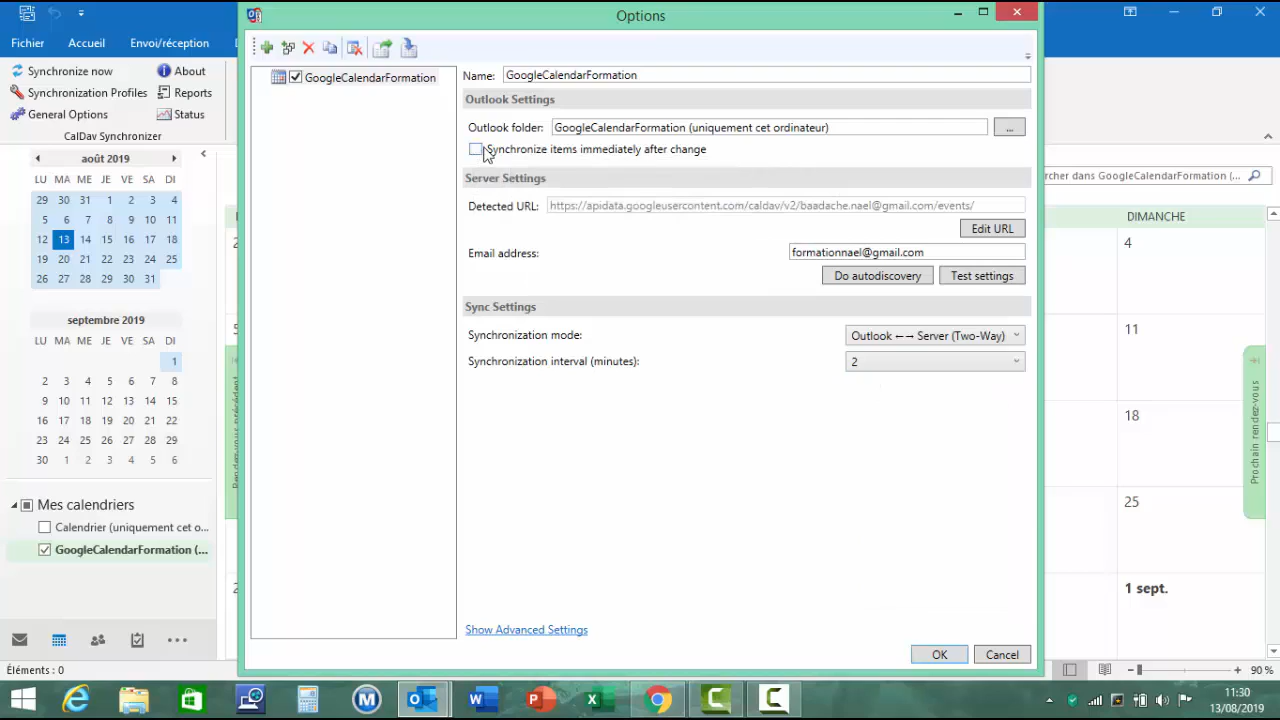 Options
Fichier Accueil Envoi/réception
Synchronize now About
Synchronization Profiles Reports
General Options Status
CalDav Synchronizer
GoogleCalendarFormation
Name: GoogleCalendarFormation
Outlook Settings
Outlook folder: GoogleCalendarFormation (uniquement cet ordinateur) ...
Synchronize items immediately after change
Server Settings
Detected URL: https://apidata.googleusercontent.com/caldav/v2/baadache.nael@gmail.com/events/
Edit URL
Email address: formationnael@gmail.com
Do autodiscovery Test settings
Sync Settings
Synchronization mode: Outlook ←→ Server (Two-Way)
Synchronization interval (minutes): 2
Show Advanced Settings
OK Cancel
août 2019
LU MA ME JE VE SA DI
29 30 31 1 2 3 4
5 6 7 8 9 10 11
12 13 14 15 16 17 18
19 20 21 22 23 24 25
26 27 28 29 30 31
septembre 2019
LU MA ME JE VE SA DI
1
2 3 4 5 6 7 8
9 10 11 12 13 14 15
16 17 18 19 20 21 22
23 24 25 26 27 28 29
30 1 2 3 4 5 6
Mes calendriers
Calendrier (uniquement cet o...
GoogleCalendarFormation (...
rcher dans GoogleCalendarFormation (...
DIMANCHE
4
11
18
25
1 sept.
Prochain rendez-vous
Éléments : 0
90 %
11:30
13/08/2019